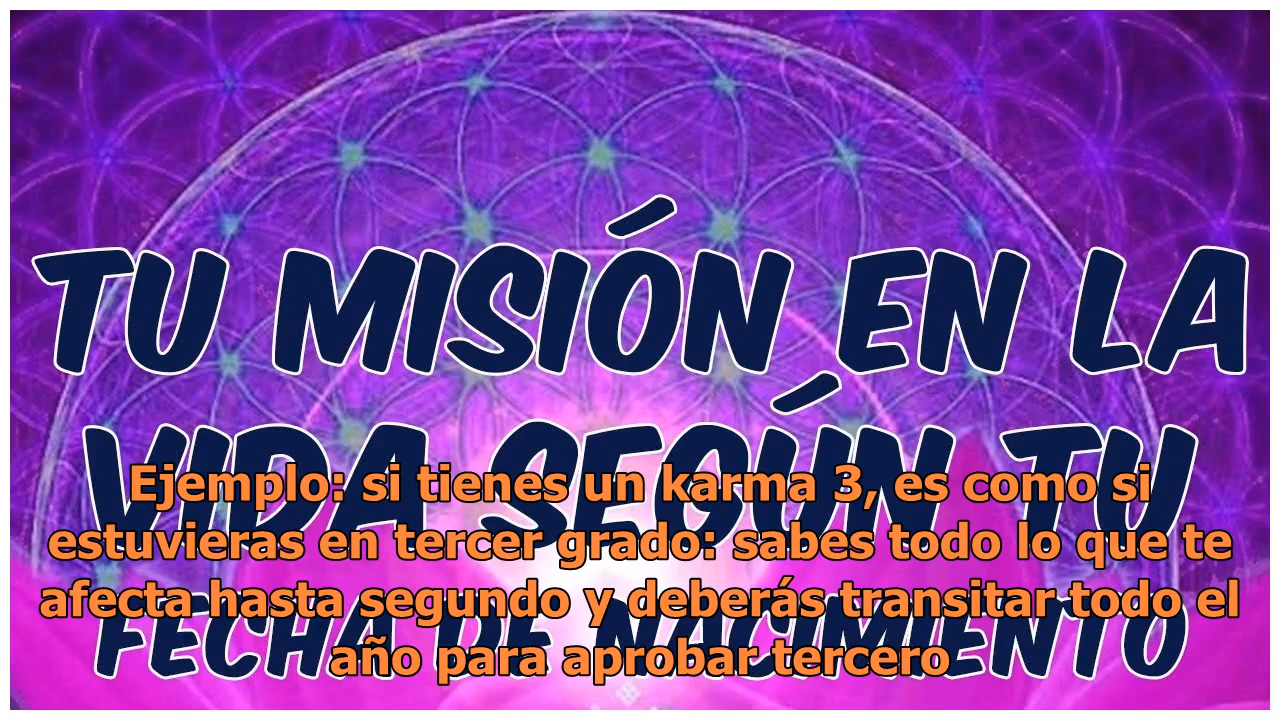 TU MISIÓN EN LA
VIDA SEGÚN TU
FECHA DE NACIMIENTO
Ejemplo: si tienes un karma 3, es como si
estuvieras en tercer grado: sabes todo lo que te
afecta hasta segundo y deberás transitar todo el
año para aprobar tercero